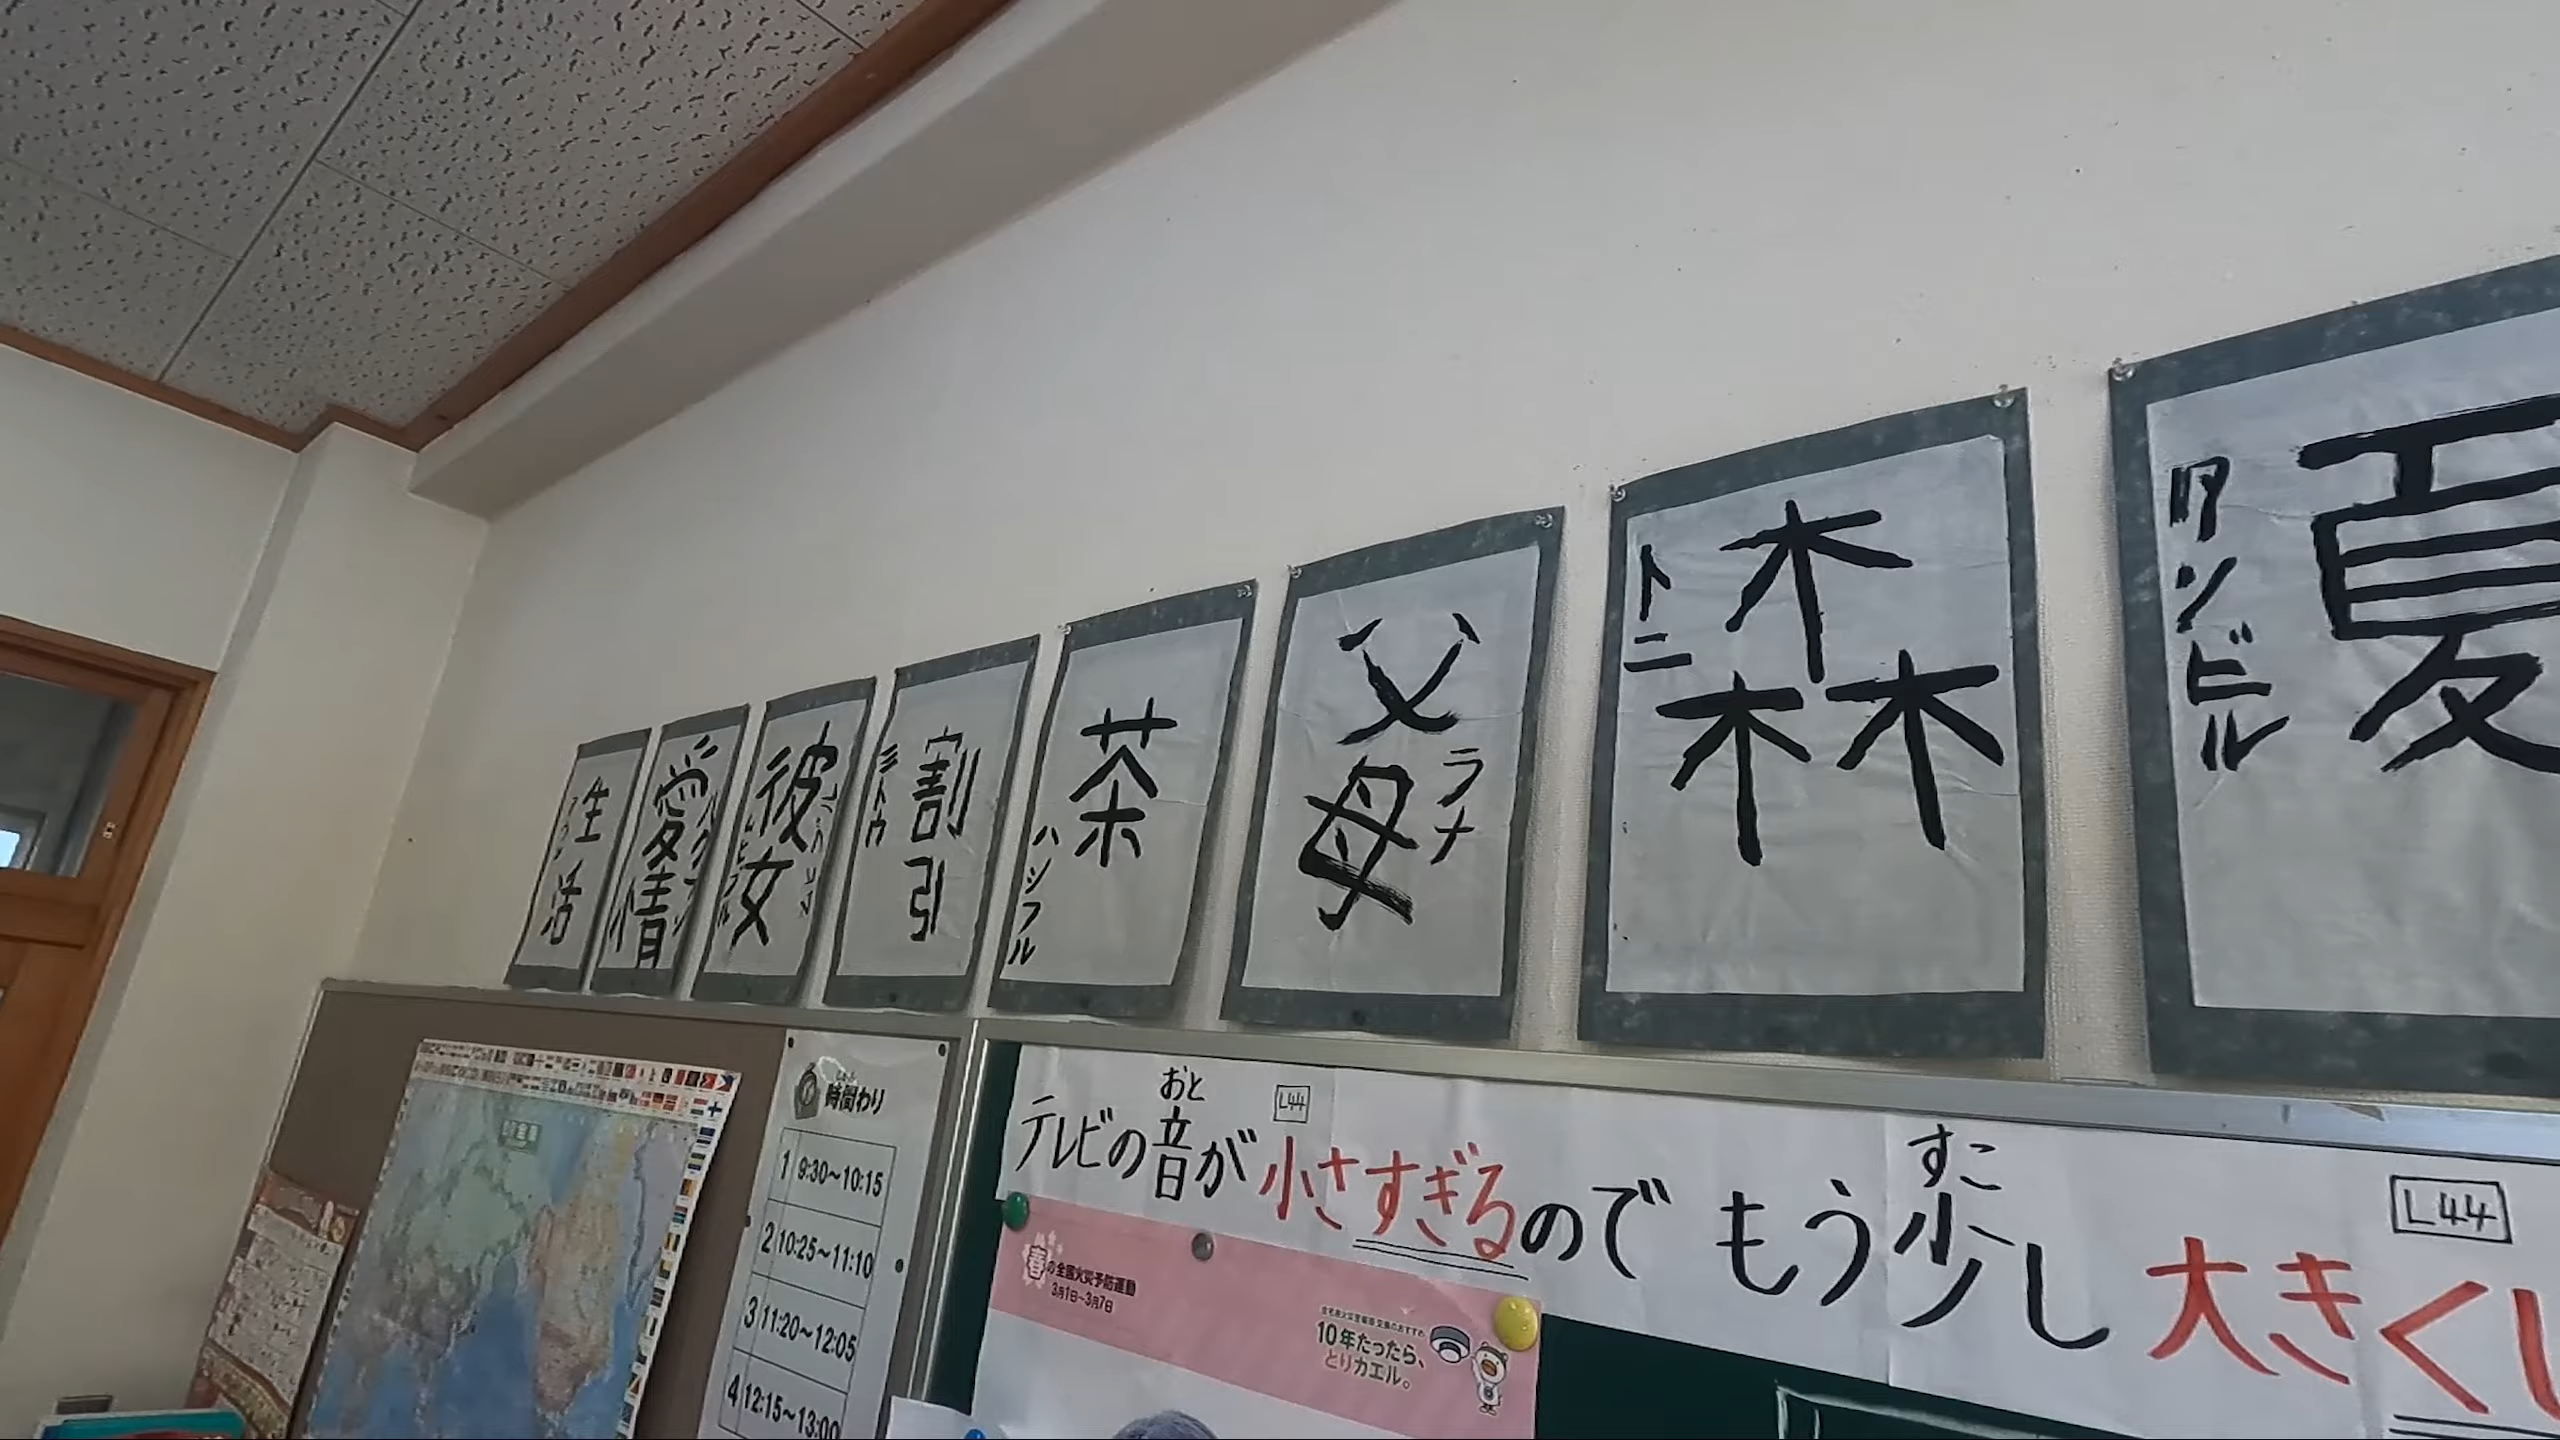 生活
愛情
彼女
割引
ミトウ
茶
ハシフル
父母
ラナ
森
トニ
夏
タンビル
時間わり
1 9:30～10:15
2 10:25～11:10
3 11:20～12:05
4 12:15～13:00
おと
L44
テレビの音が小さすぎるので もう少し 大きくし
すこ
L44
春の全国火災予防運動
3月1日～3月7日
10年たったら、
とりカエル。